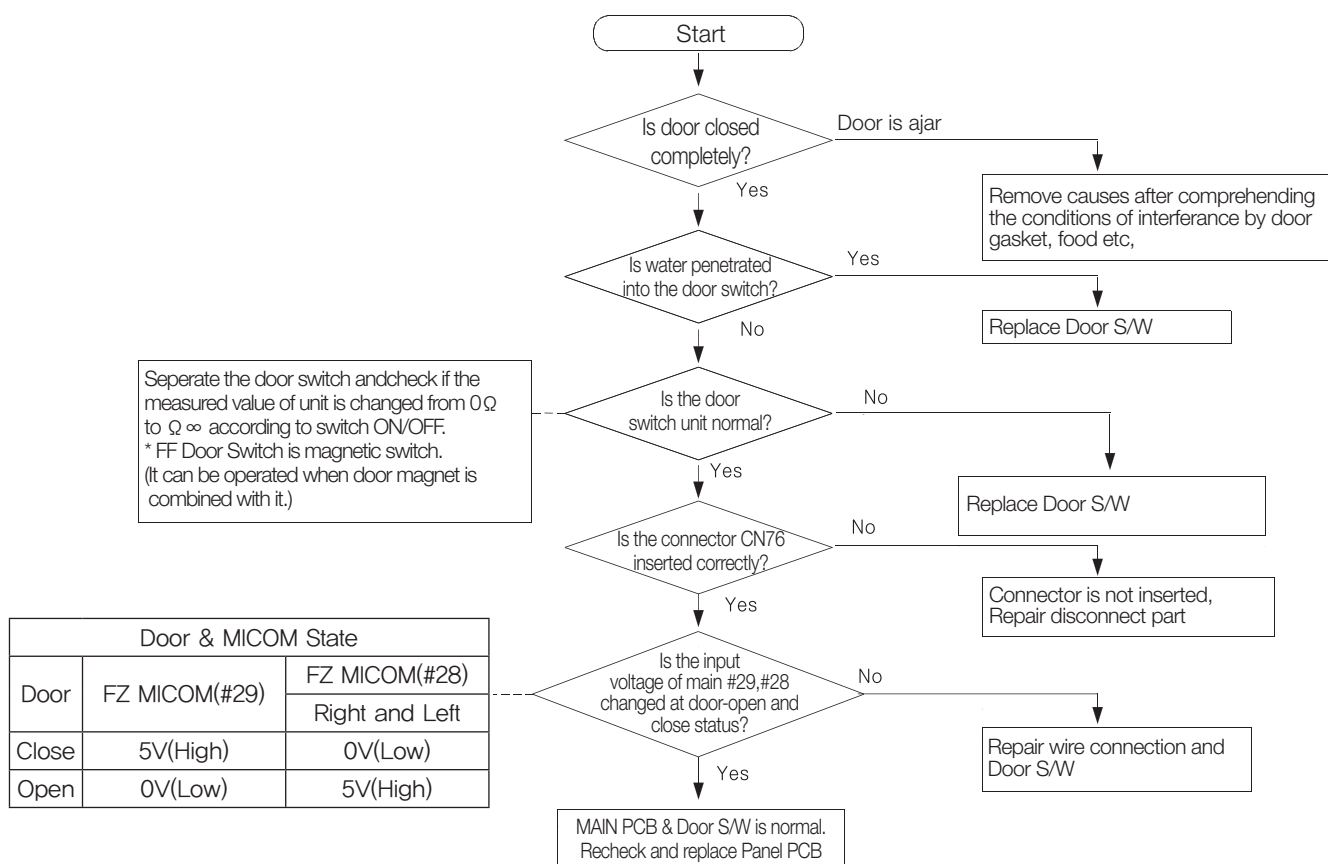 Start
Is door closed
completely?
Door is ajar
Yes
Remove causes after comprehending
the conditions of interferance by door
gasket, food etc,
Is water penetrated
into the door switch?
Yes
No
Replace Door S/W
Seperate the door switch andcheck if the
measured value of unit is changed from 0Ω
to Ω ∞ according to switch ON/OFF.
* FF Door Switch is magnetic switch.
(It can be operated when door magnet is
combined with it.)
Is the door
switch unit normal?
No
Yes
Replace Door S/W
Is the connector CN76
inserted correctly?
No
Yes
Connector is not inserted,
Repair disconnect part
Door & MICOM State
Door FZ MICOM(#29) FZ MICOM(#28)
Right and Left
Close 5V(High) 0V(Low)
Open 0V(Low) 5V(High)
Is the input
voltage of main #29,#28
changed at door-open and
close status?
No
Yes
Repair wire connection and
Door S/W
MAIN PCB & Door S/W is normal.
Recheck and replace Panel PCB